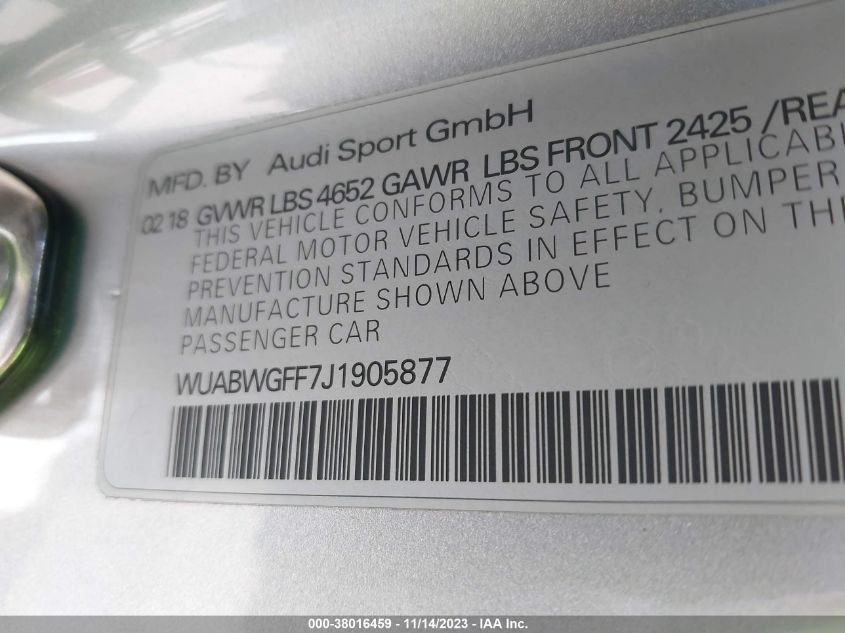 MFD. BY Audi Sport GmbH
02 18 GVWR LBS 4652 GAWR LBS FRONT 2425 /REA
THIS VEHICLE CONFORMS TO ALL APPLICABL
FEDERAL MOTOR VEHICLE SAFETY, BUMPER
PREVENTION STANDARDS IN EFFECT ON TH
MANUFACTURE SHOWN ABOVE
PASSENGER CAR
WUABWGFF7J1905877
000-38016459 - 11/14/2023 - IAA Inc.